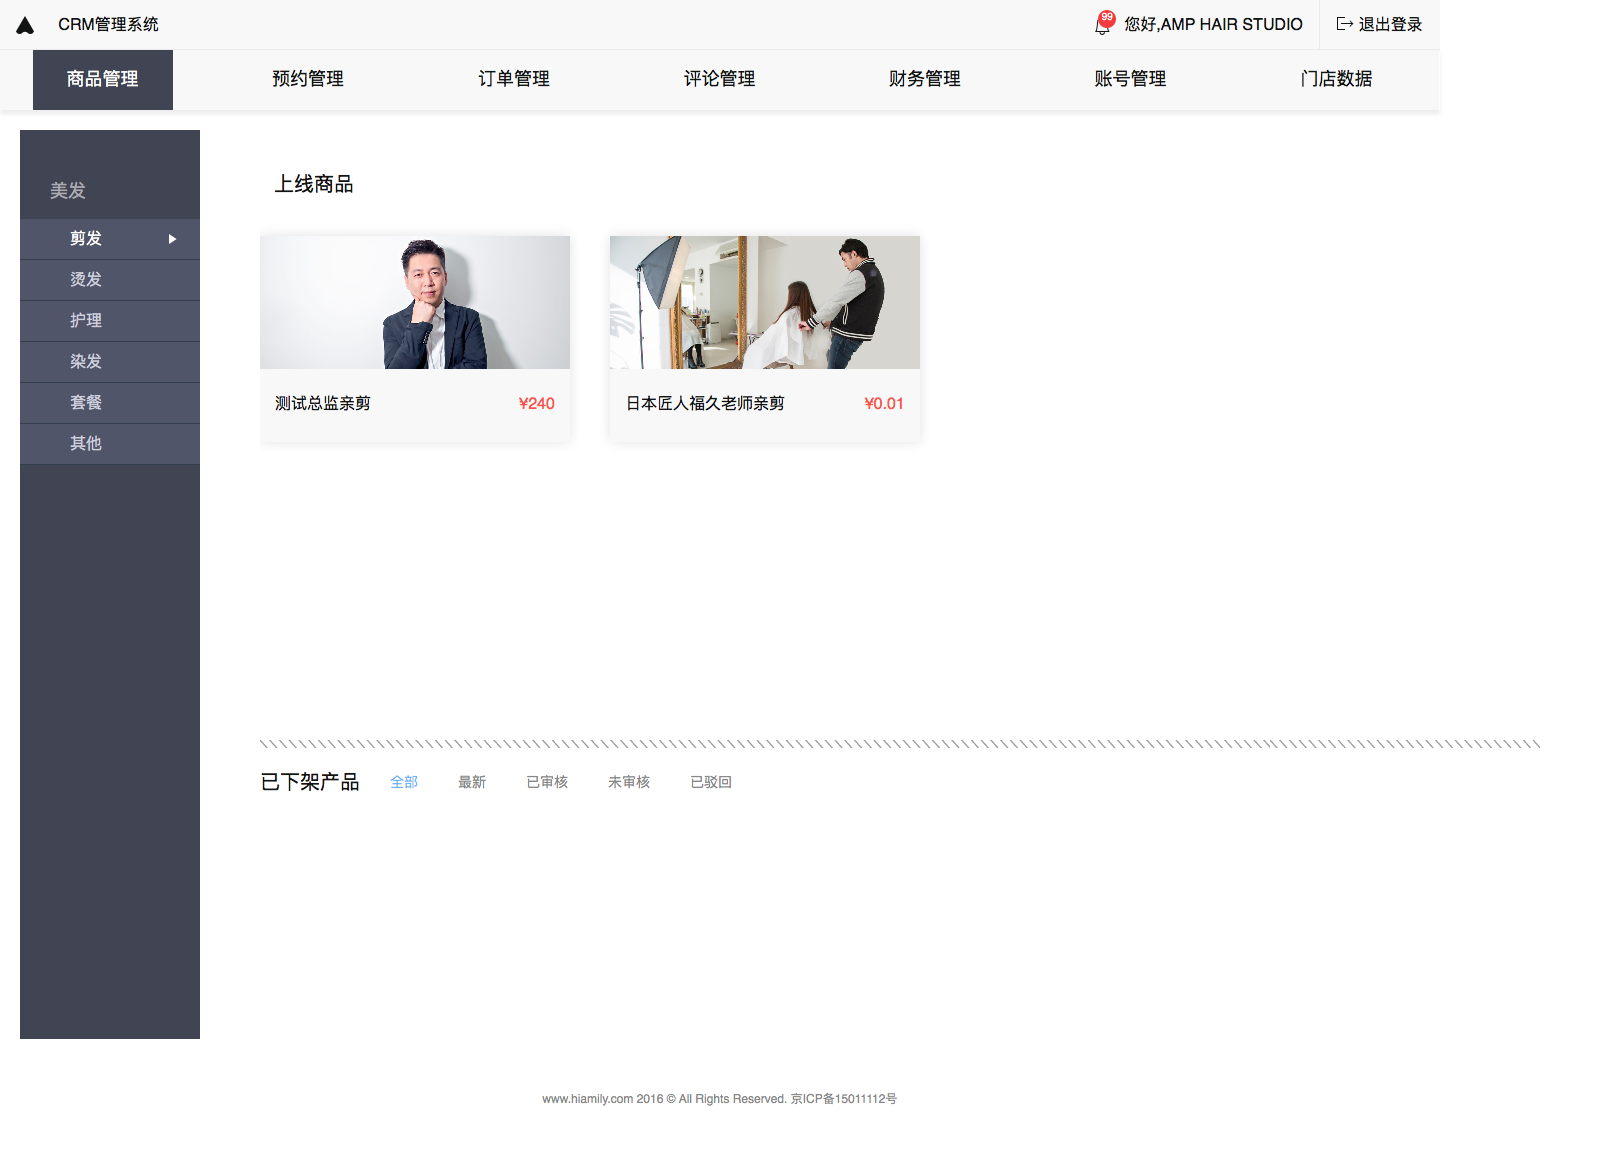 CRM管理系统
99
您好,AMP HAIR STUDIO
退出登录
商品管理 预约管理 订单管理 评论管理 财务管理 账号管理 门店数据
美发
剪发
烫发
护理
染发
套餐
其他
上线商品
测试总监亲剪 ¥240
日本匠人福久老师亲剪 ¥0.01
已下架产品 全部 最新 已审核 未审核 已驳回
www.hiamily.com 2016 © All Rights Reserved. 京ICP备15011112号